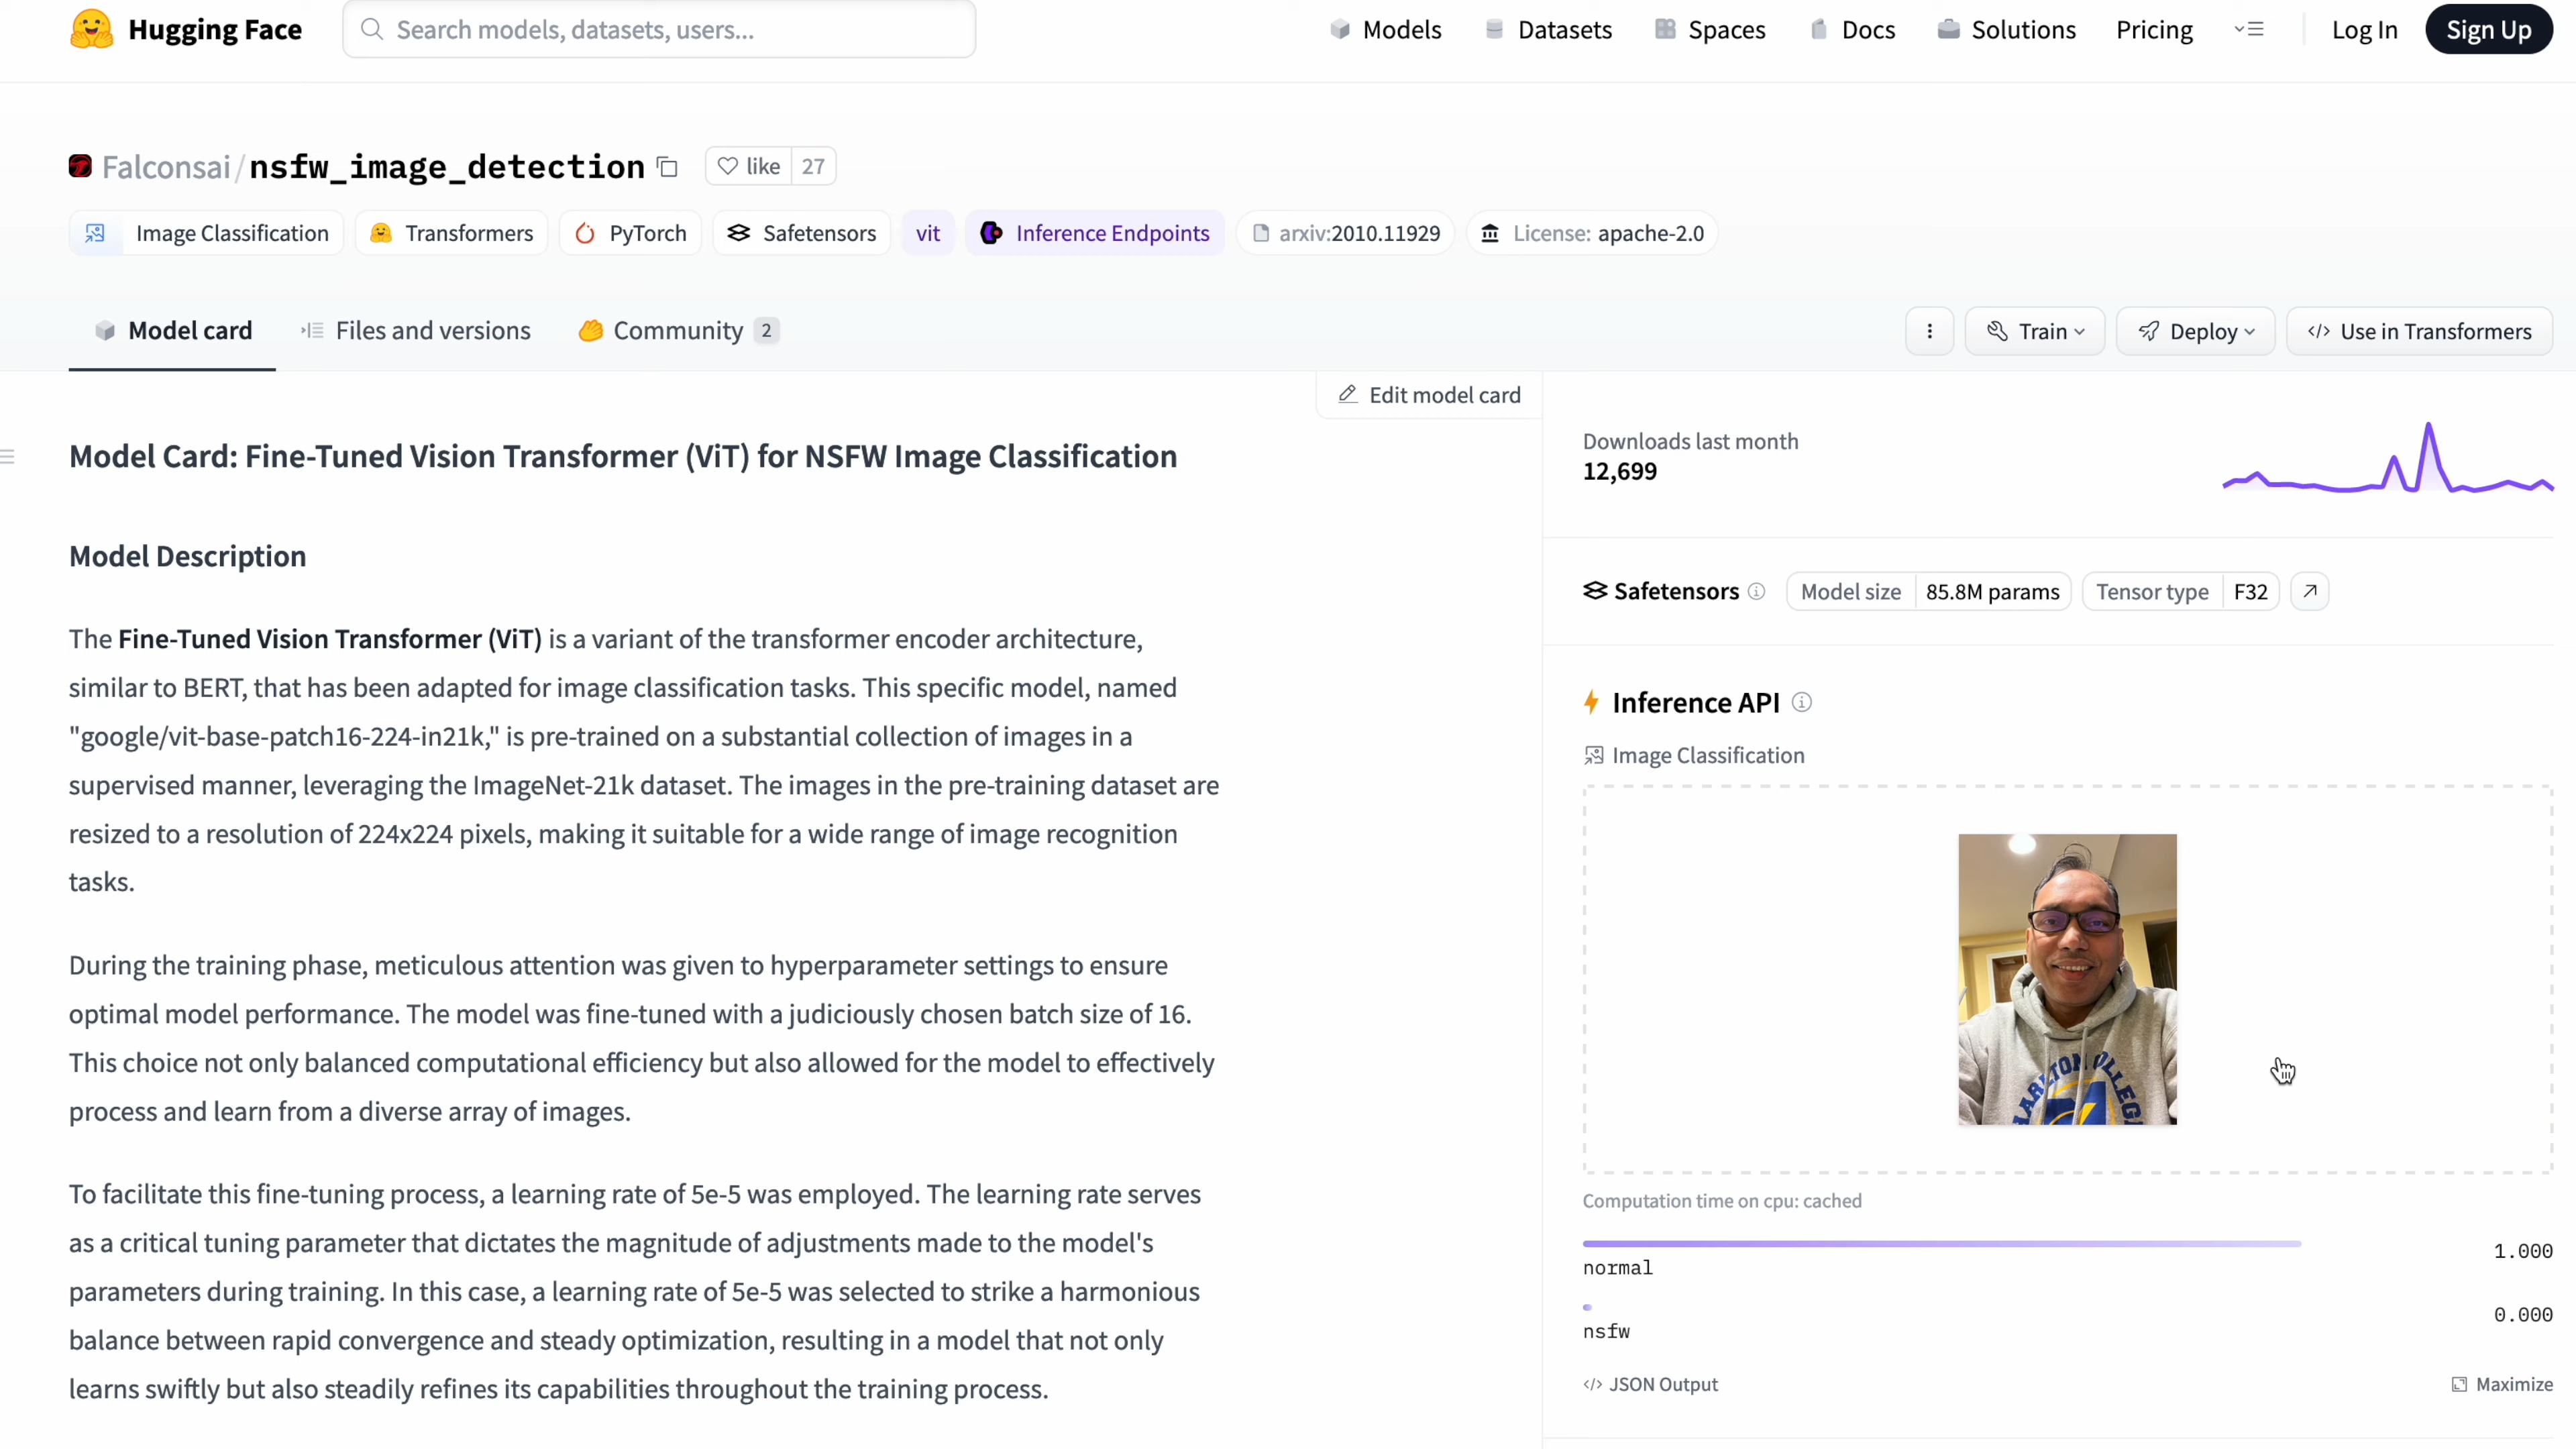 Hugging Face
Search models, datasets, users...
Models
Datasets
Spaces
Docs
Solutions
Pricing
Log In
Sign Up
Falconsai/nsfw_image_detection
like 27
Image Classification
Transformers
PyTorch
Safetensors
vit
Inference Endpoints
arxiv:2010.11929
License: apache-2.0
Model card
Files and versions
Community 2
Train
Deploy
</> Use in Transformers
Edit model card
Model Card: Fine-Tuned Vision Transformer (ViT) for NSFW Image Classification
Model Description
The Fine-Tuned Vision Transformer (ViT) is a variant of the transformer encoder architecture,
similar to BERT, that has been adapted for image classification tasks. This specific model, named
"google/vit-base-patch16-224-in21k," is pre-trained on a substantial collection of images in a
supervised manner, leveraging the ImageNet-21k dataset. The images in the pre-training dataset are
resized to a resolution of 224x224 pixels, making it suitable for a wide range of image recognition
tasks.
During the training phase, meticulous attention was given to hyperparameter settings to ensure
optimal model performance. The model was fine-tuned with a judiciously chosen batch size of 16.
This choice not only balanced computational efficiency but also allowed for the model to effectively
process and learn from a diverse array of images.
To facilitate this fine-tuning process, a learning rate of 5e-5 was employed. The learning rate serves
as a critical tuning parameter that dictates the magnitude of adjustments made to the model's
parameters during training. In this case, a learning rate of 5e-5 was selected to strike a harmonious
balance between rapid convergence and steady optimization, resulting in a model that not only
learns swiftly but also steadily refines its capabilities throughout the training process.
Downloads last month
12,699
Safetensors
Model size 85.8M params
Tensor type F32
Inference API
Image Classification
Computation time on cpu: cached
normal 1.000
nsfw 0.000
</> JSON Output
Maximize